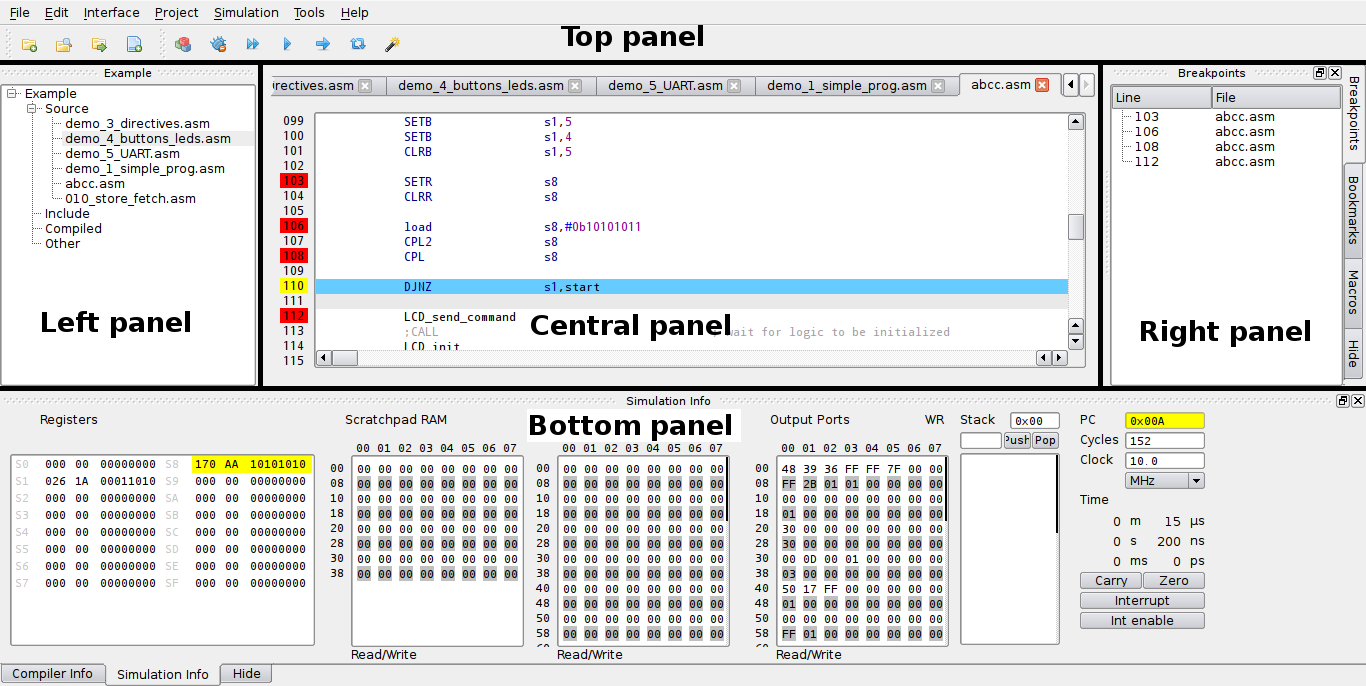 File Edit Interface Project Simulation Tools Help
Top panel
Example
Example
Source
demo_3_directives.asm
demo_4_buttons_leds.asm
demo_5_UART.asm
demo_1_simple_prog.asm
abcc.asm
010_store_fetch.asm
Include
Compiled
Other
Left panel
rectives.asm demo_4_buttons_leds.asm demo_5_UART.asm demo_1_simple_prog.asm abcc.asm
099 SETB s1,5
100 SETB s1,4
101 CLRB s1,5
102
103 SETR s8
104 CLRR s8
105
106 load s8,#0b10101011
107 CPL2 s8
108 CPL s8
109
110 DJNZ s1,start
111
112 LCD_send_command
113 ;CALL wait for logic to be initialized
114 LCD_init
115
Central panel
Breakpoints
Line File
103 abcc.asm
106 abcc.asm
108 abcc.asm
112 abcc.asm
Right panel
Breakpoints
Bookmarks
Macros
Hide
Simulation Info
Bottom panel
Registers
S0 000 00 00000000 S8 170 AA 10101010
S1 026 1A 00011010 S9 000 00 00000000
S2 000 00 00000000 SA 000 00 00000000
S3 000 00 00000000 SB 000 00 00000000
S4 000 00 00000000 SC 000 00 00000000
S5 000 00 00000000 SD 000 00 00000000
S6 000 00 00000000 SE 000 00 00000000
S7 000 00 00000000 SF 000 00 00000000
Scratchpad RAM
00 01 02 03 04 05 06 07
00 00 00 00 00 00 00 00 00
08 00 00 00 00 00 00 00 00
10 00 00 00 00 00 00 00 00
18 00 00 00 00 00 00 00 00
20 00 00 00 00 00 00 00 00
28 00 00 00 00 00 00 00 00
30 00 00 00 00 00 00 00 00
38 00 00 00 00 00 00 00 00
Read/Write
00 01 02 03 04 05 06 07
00 00 00 00 00 00 00 00 00
08 00 00 00 00 00 00 00 00
10 00 00 00 00 00 00 00 00
18 00 00 00 00 00 00 00 00
20 00 00 00 00 00 00 00 00
28 00 00 00 00 00 00 00 00
30 00 00 00 00 00 00 00 00
38 00 00 00 00 00 00 00 00
40 00 00 00 00 00 00 00 00
48 00 00 00 00 00 00 00 00
50 00 00 00 00 00 00 00 00
58 00 00 00 00 00 00 00 00
Read/Write
Output Ports WR
00 01 02 03 04 05 06 07
00 48 39 36 FF FF 7F 00 00
08 FF 2B 01 01 00 00 00 00
10 00 00 00 00 00 00 00 00
18 01 00 00 00 00 00 00 00
20 30 00 00 00 00 00 00 00
28 30 00 00 00 00 00 00 00
30 00 0D 00 01 00 00 00 00
38 03 00 00 00 00 00 00 00
40 50 17 FF 00 00 00 00 00
48 01 00 00 00 00 00 00 00
50 00 00 00 00 00 00 00 00
58 FF 01 00 00 00 00 00 00
Read/Write
Stack 0x00
Push Pop
PC 0x00A
Cycles 152
Clock 10.0
MHz
Time
0 m 15 µs
0 s 200 ns
0 ms 0 ps
Carry Zero
Interrupt
Int enable
Compiler Info Simulation Info Hide